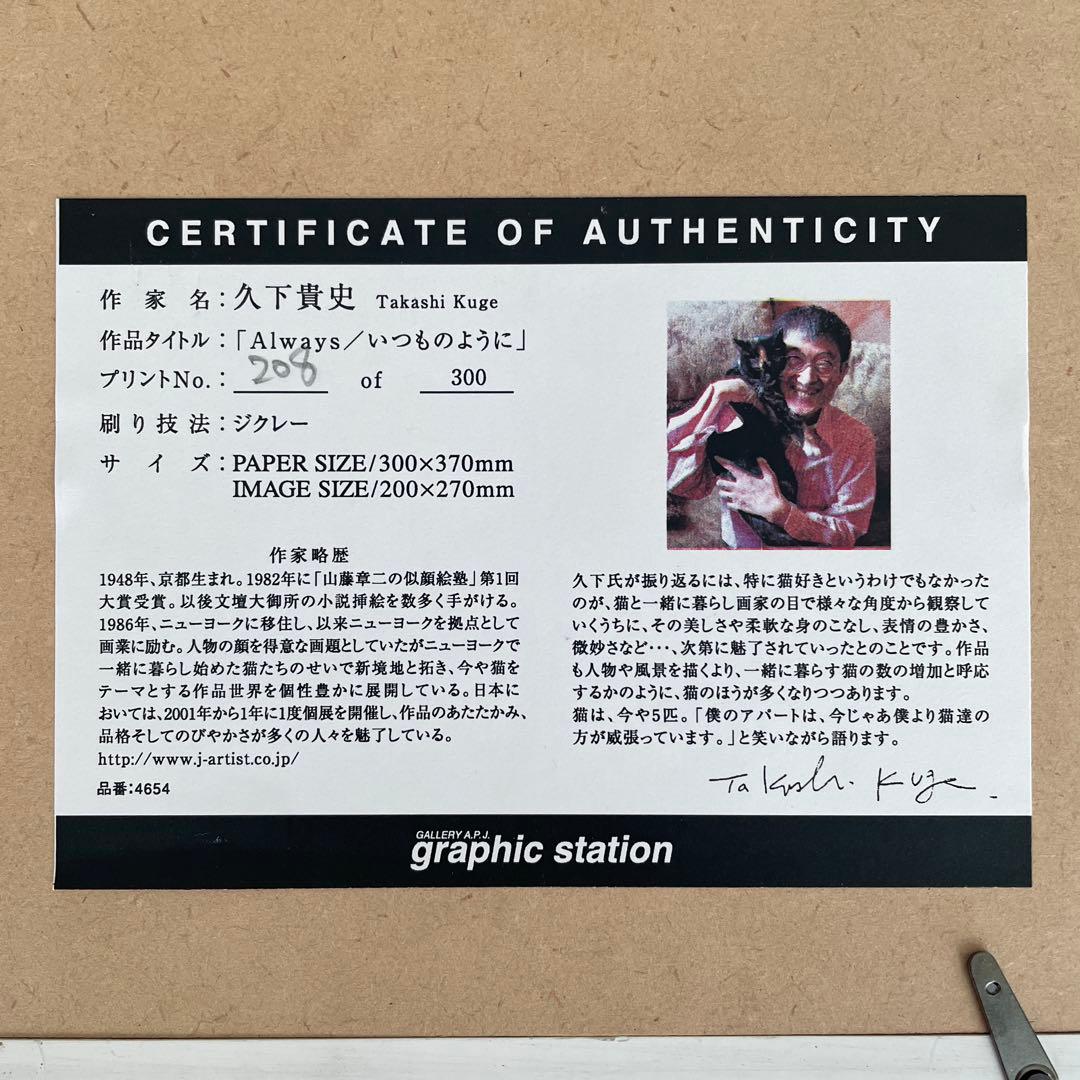 CERTIFICATE OF AUTHENTICITY
作家名：久下貴史 Takashi Kuge
作品タイトル：「Always／いつものように」
プリントNo.：208 of 300
刷り技法：ジクレー
サイズ：PAPER SIZE/300×370mm
IMAGE SIZE/200×270mm
作家略歴
1948年、京都生まれ。1982年に「山藤章二の似顔絵塾」第1回
大賞受賞。以後文壇大御所の小説挿絵を数多く手がける。
1986年、ニューヨークに移住し、以来ニューヨークを拠点として
画業に励む。人物の顔を得意な画題としていたがニューヨークで
一緒に暮らし始めた猫たちのせいで新境地と拓き、今や猫を
テーマとする作品世界を個性豊かに展開している。日本に
おいては、2001年から1年に1度個展を開催し、作品のあたたかみ、
品格そしてのびやかさが多くの人々を魅了している。
http://www.j-artist.co.jp/
品番：4654
久下氏が振り返るには、特に猫好きというわけでもなかった
のが、猫と一緒に暮らし画家の目で様々な角度から観察して
いくうちに、その美しさや柔軟な身のこなし、表情の豊かさ、
微妙さなど･･･、次第に魅了されていったとのことです。作品
も人物や風景を描くより、一緒に暮らす猫の数の増加と呼応
するかのように、猫のほうが多くなりつつあります。
猫は、今や5匹。「僕のアパートは、今じゃあ僕より猫達の
方が威張っています。」と笑いながら語ります。
Takashi Kuge
GALLERY A.P.J.
graphic station